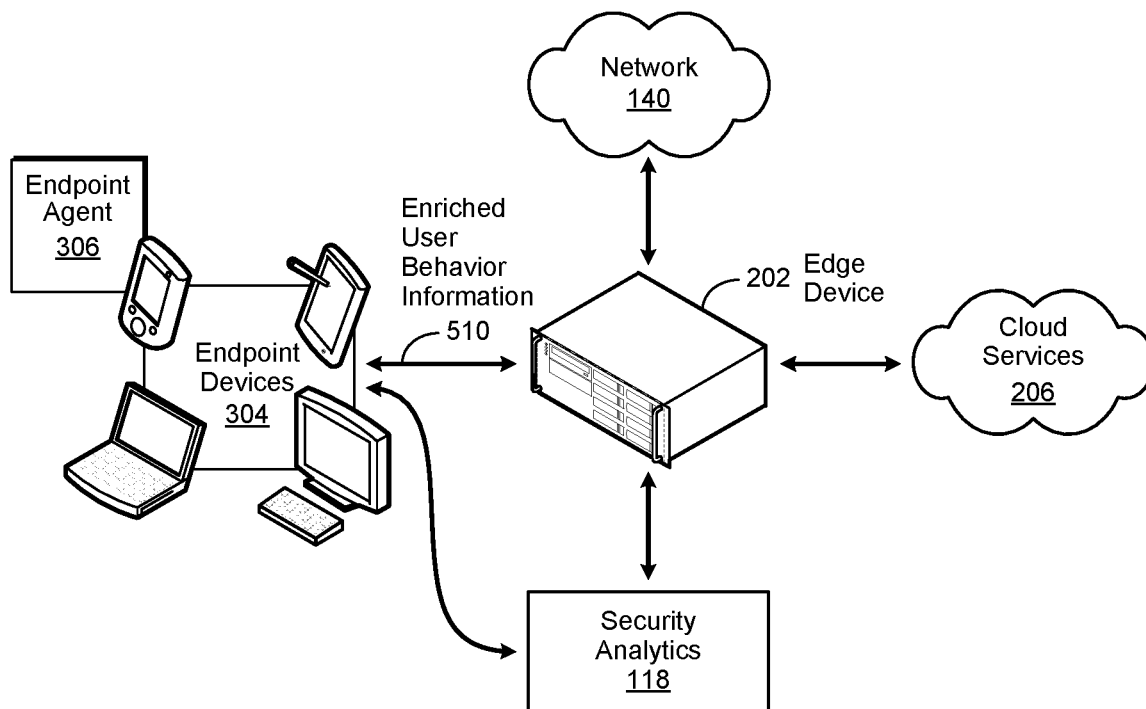 Network
140
Endpoint
Agent
306
Enriched
User
Behavior
Information
510
202
Edge
Device
Endpoint
Devices
304
Cloud
Services
206
Security
Analytics
118